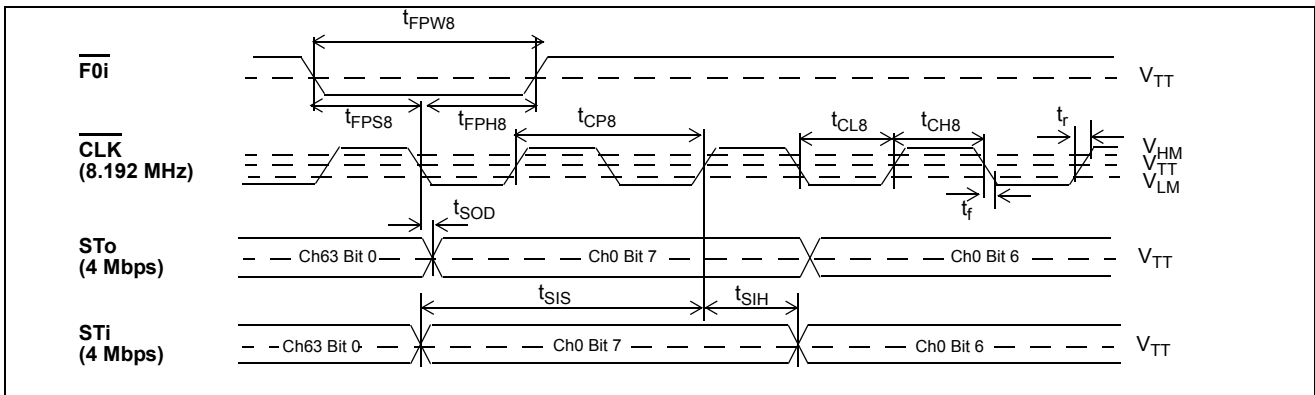 tFPW8
F0i
VTT
tFPS8 tFPH8 tCP8 tCL8 tCH8 tr
CLK
(8.192 MHz)
VHM
VTT
VLM
tSOD tf
STo
(4 Mbps)
Ch63 Bit 0 Ch0 Bit 7 Ch0 Bit 6 VTT
tSIS tSIH
STi
(4 Mbps)
Ch63 Bit 0 Ch0 Bit 7 Ch0 Bit 6 VTT